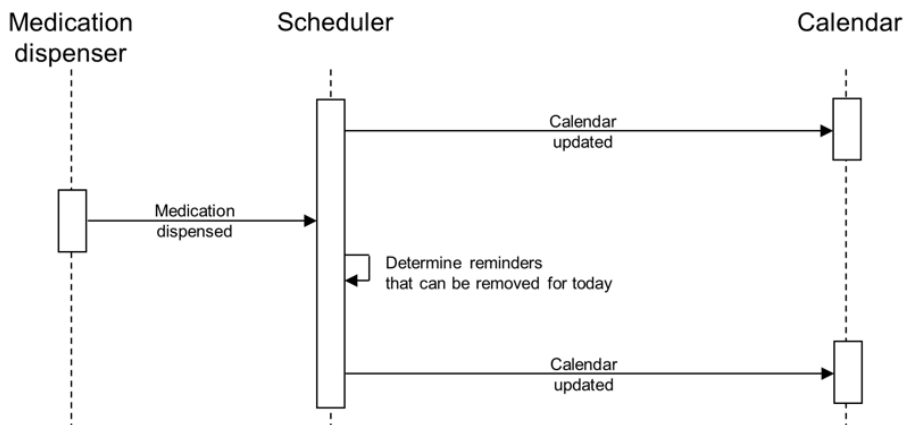 Medication
dispenser
Scheduler
Calendar
Calendar
updated
Medication
dispensed
Determine reminders
that can be removed for today
Calendar
updated